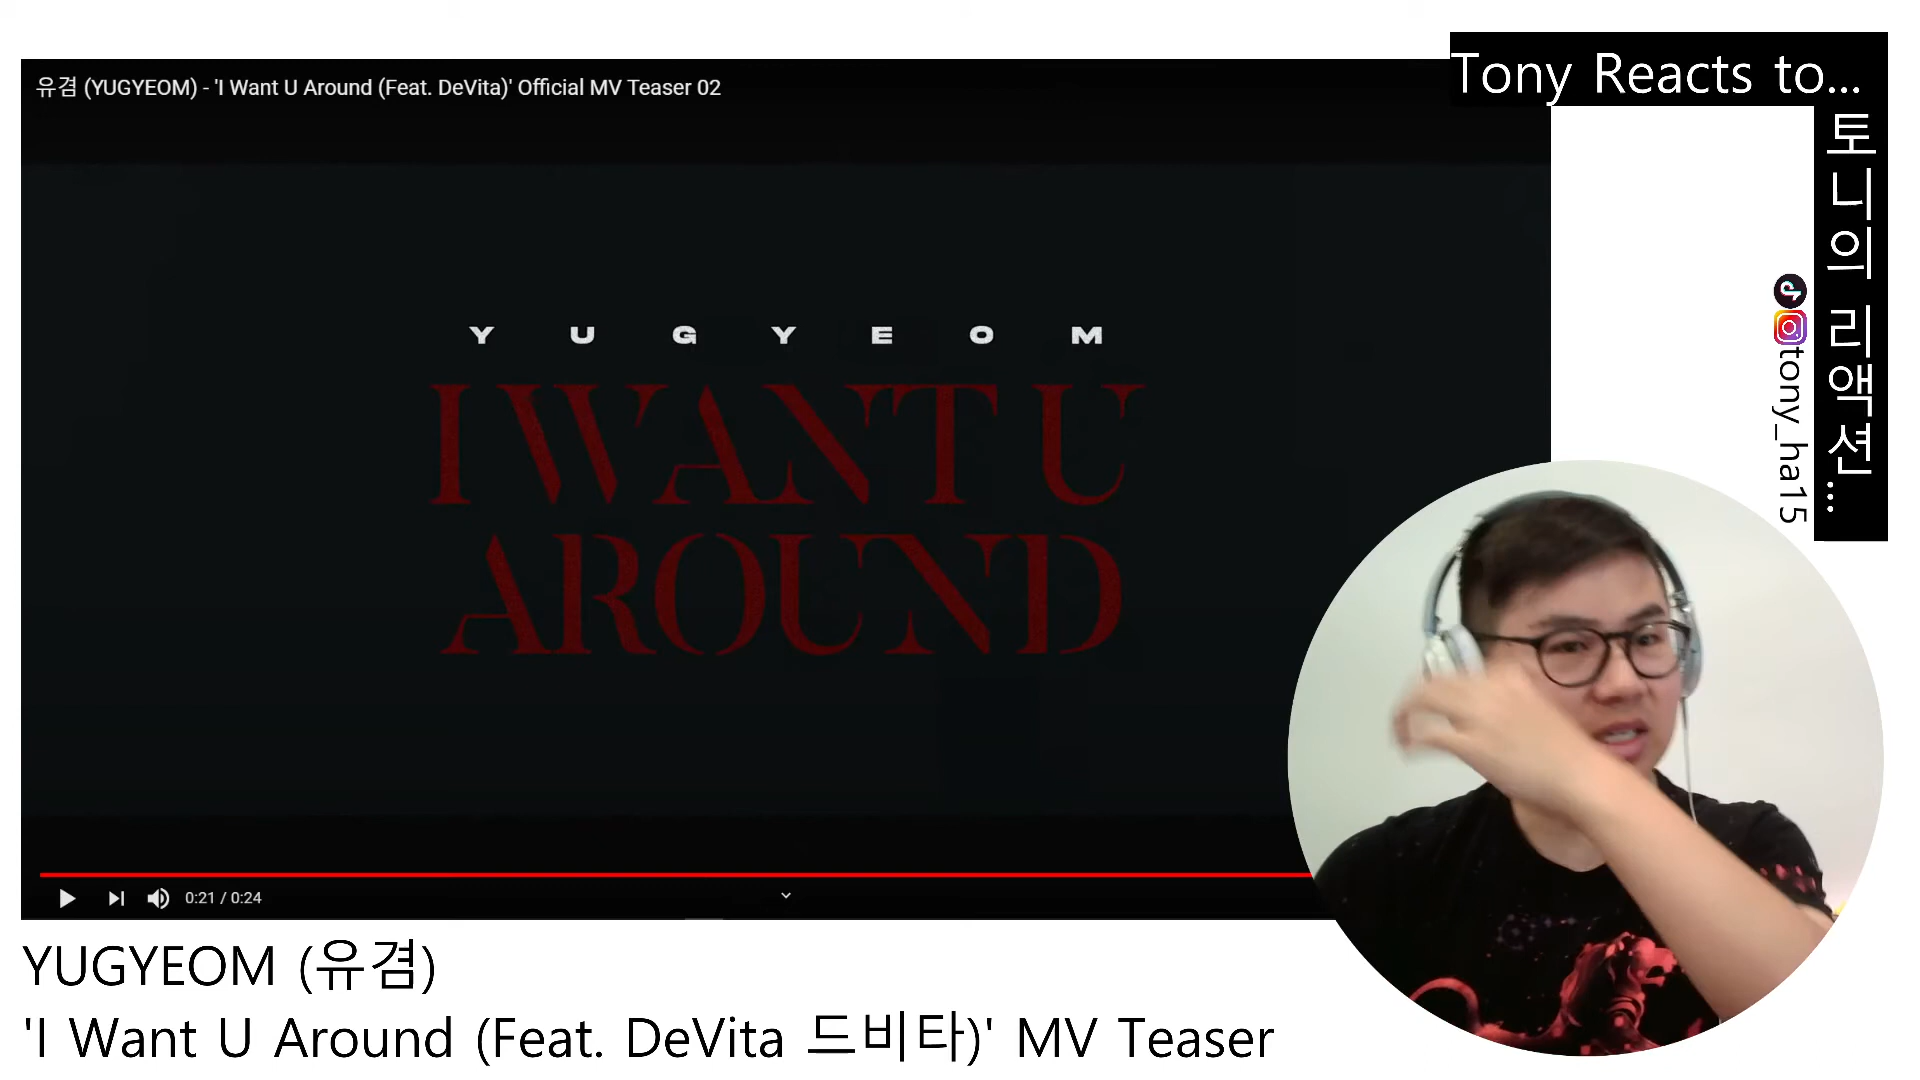 유겸 (YUGYEOM) - 'I Want U Around (Feat. DeVita)' Official MV Teaser 02
Tony Reacts to...
토니의 리액션...
tony_ha15
YUGYEOM
I WANT U
AROUND
0:21 / 0:24
YUGYEOM (유겸)
'I Want U Around (Feat. DeVita 드비타)' MV Teaser